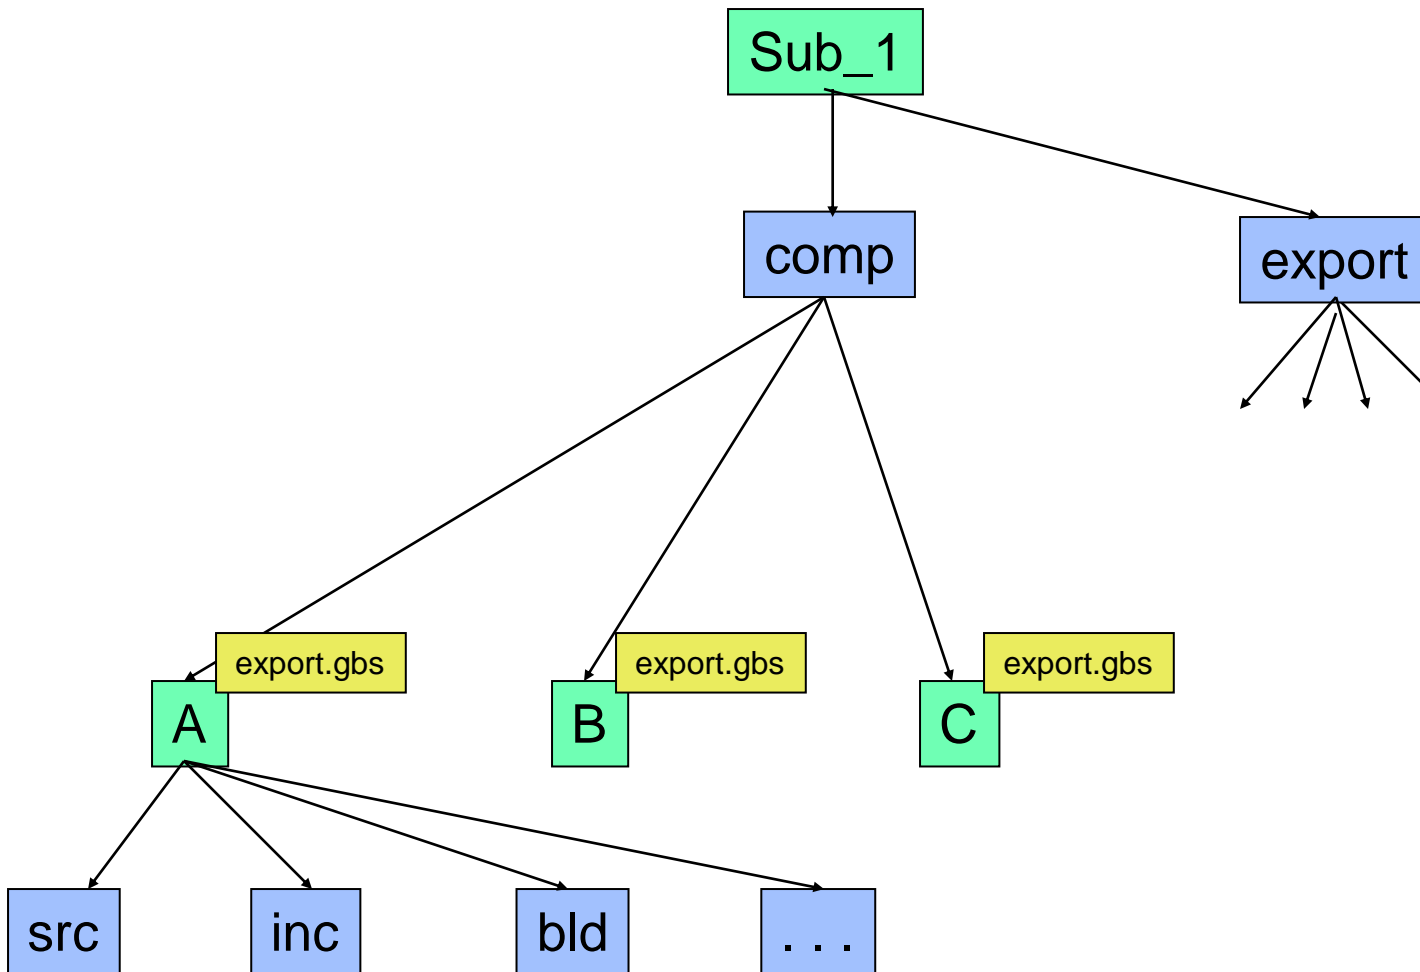 Sub_1
comp
export
export.gbs
export.gbs
export.gbs
A
B
C
src
inc
bld
. . .